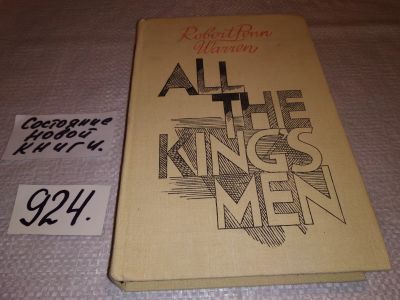 Robert Penn
Warren
ALL
THE
KING'S
MEN
Состояние
новой
книги.
924.